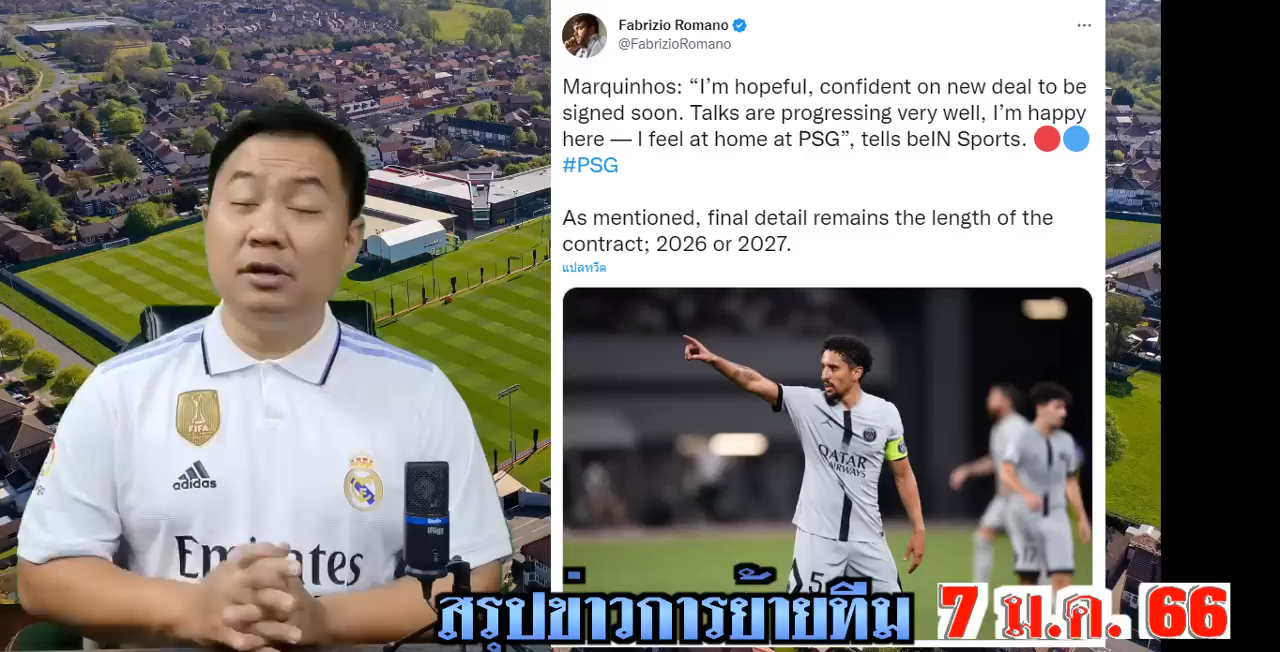 Fabrizio Romano
@FabrizioRomano
Marquinhos: “I’m hopeful, confident on new deal to be
signed soon. Talks are progressing very well, I’m happy
here — I feel at home at PSG”, tells beIN Sports. 🔴🔵
#PSG
As mentioned, final detail remains the length of the
contract; 2026 or 2027.
แปลทวีต
FIFA
adidas
Emirates
iRig
QATAR
AIRWAYS
5
สรุปข่าวการย้ายทีม 7 ม.ค. 66